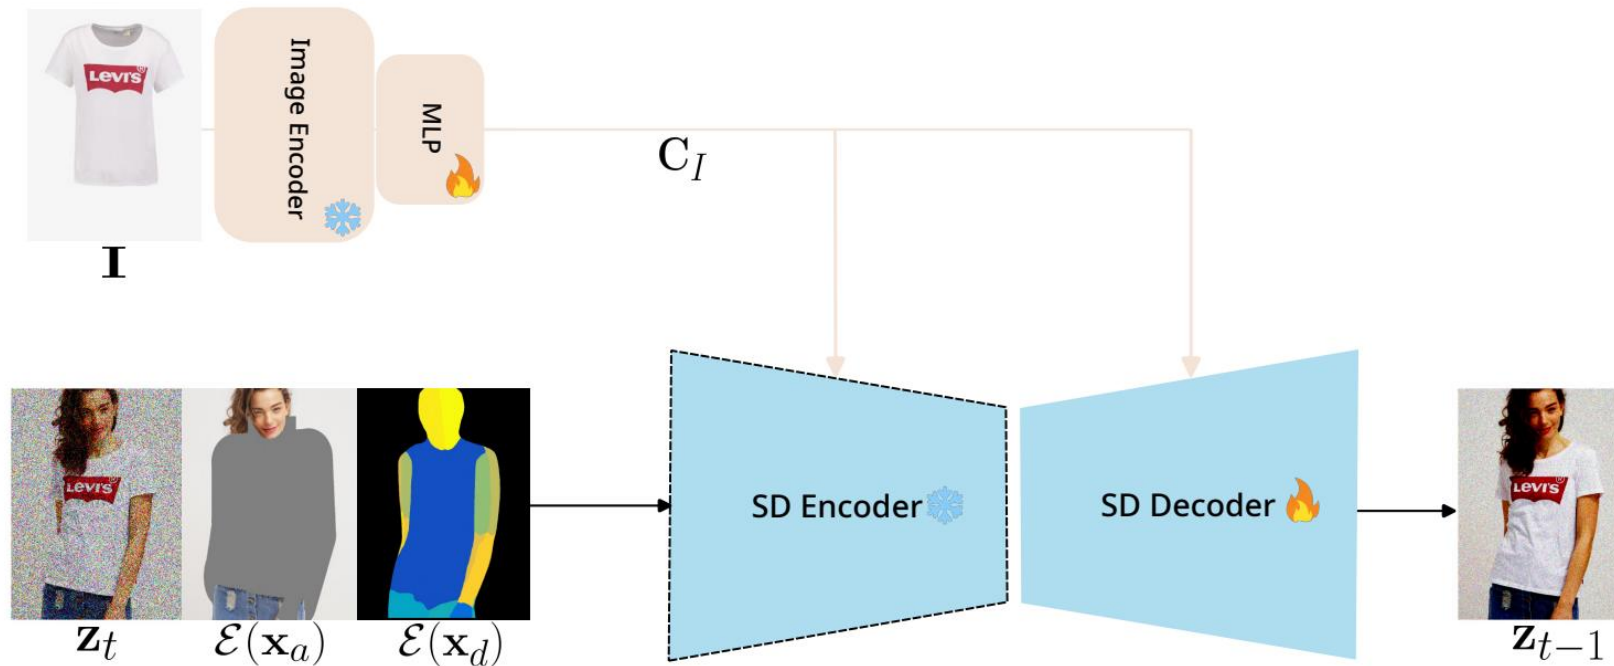 LEVI'S
®
Image Encoder
MLP
C_I
I
LEVI'S
SD Encoder
SD Decoder
LEVI'S
z_t
ℰ(x_a)
ℰ(x_d)
z_{t−1}